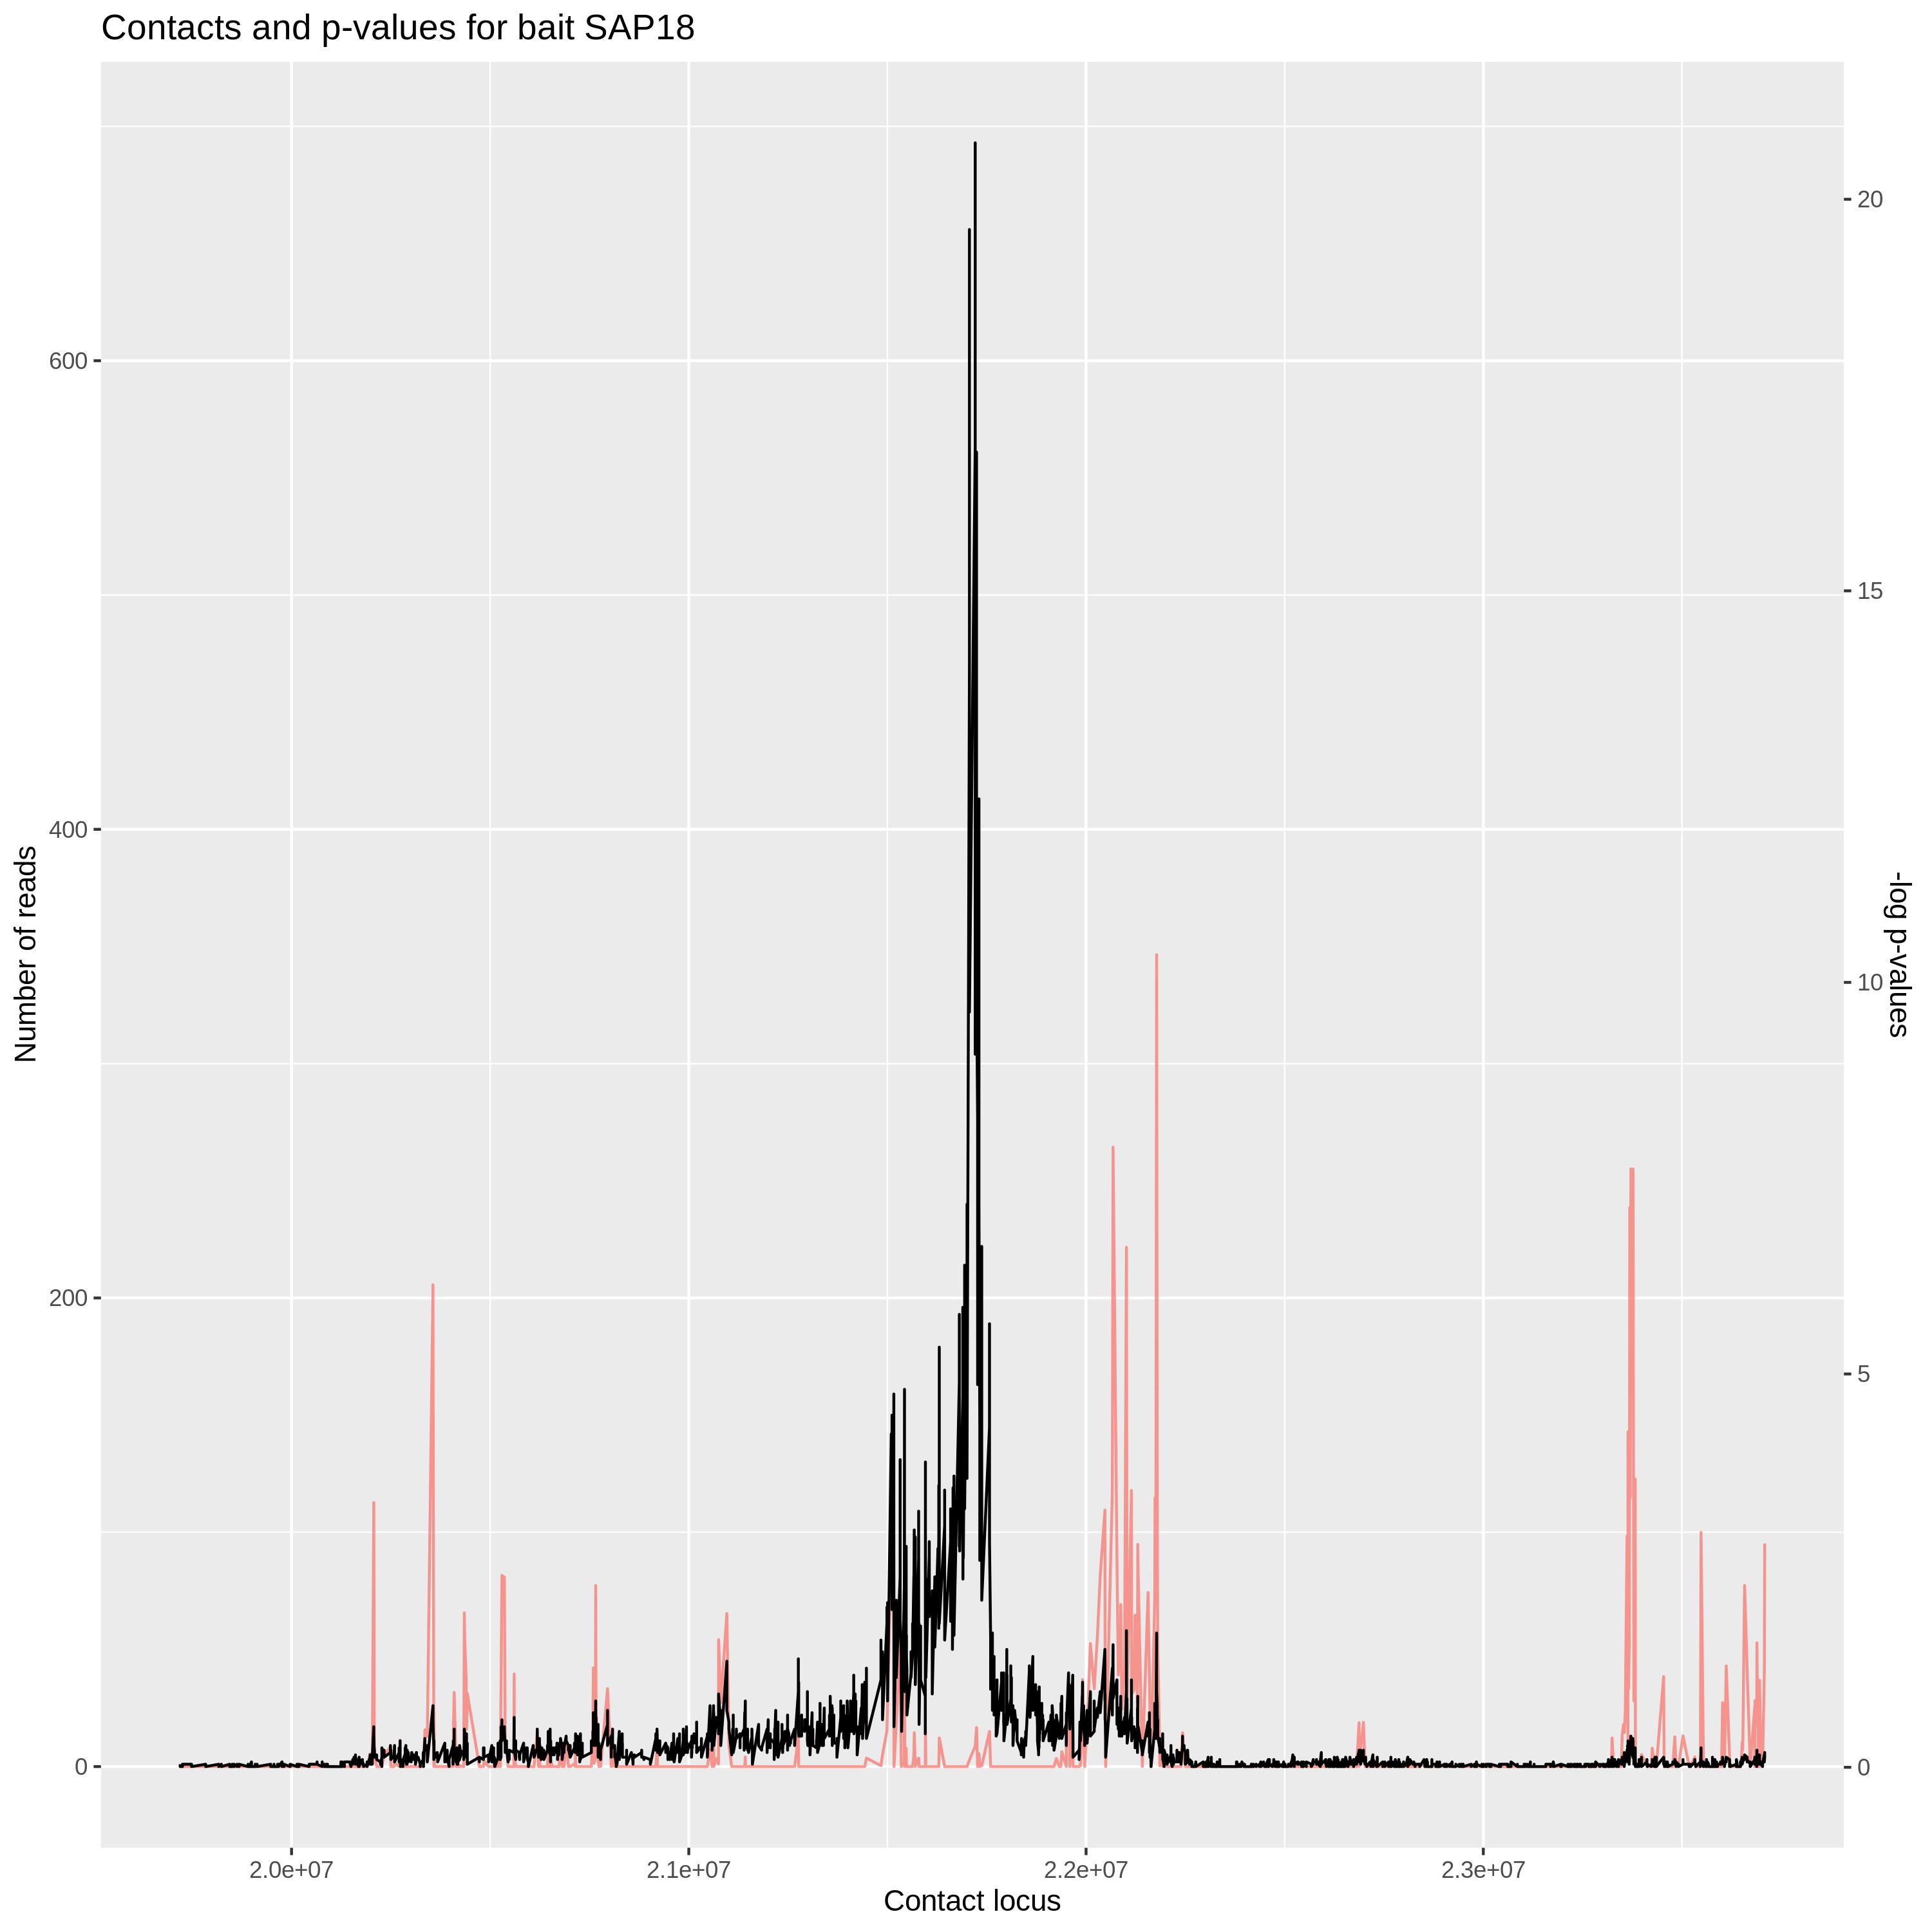 Contacts and p-values for bait SAP18
Number of reads
600
400
200
0
20
15
10
5
0
-log p-values
2.0e+07
2.1e+07
2.2e+07
2.3e+07
Contact locus